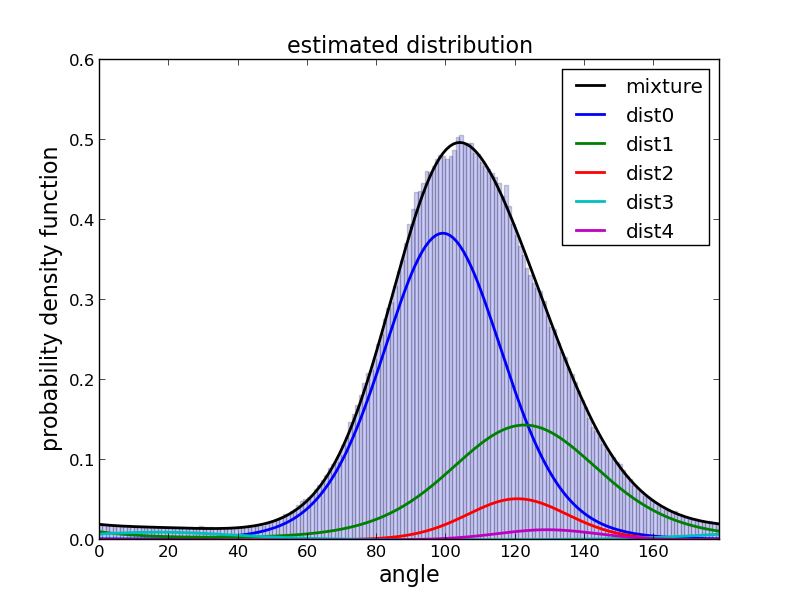 estimated distribution
0.6
0.5
0.4
0.3
0.2
0.1
0.0
probability density function
mixture
dist0
dist1
dist2
dist3
dist4
0 20 40 60 80 100 120 140 160
angle